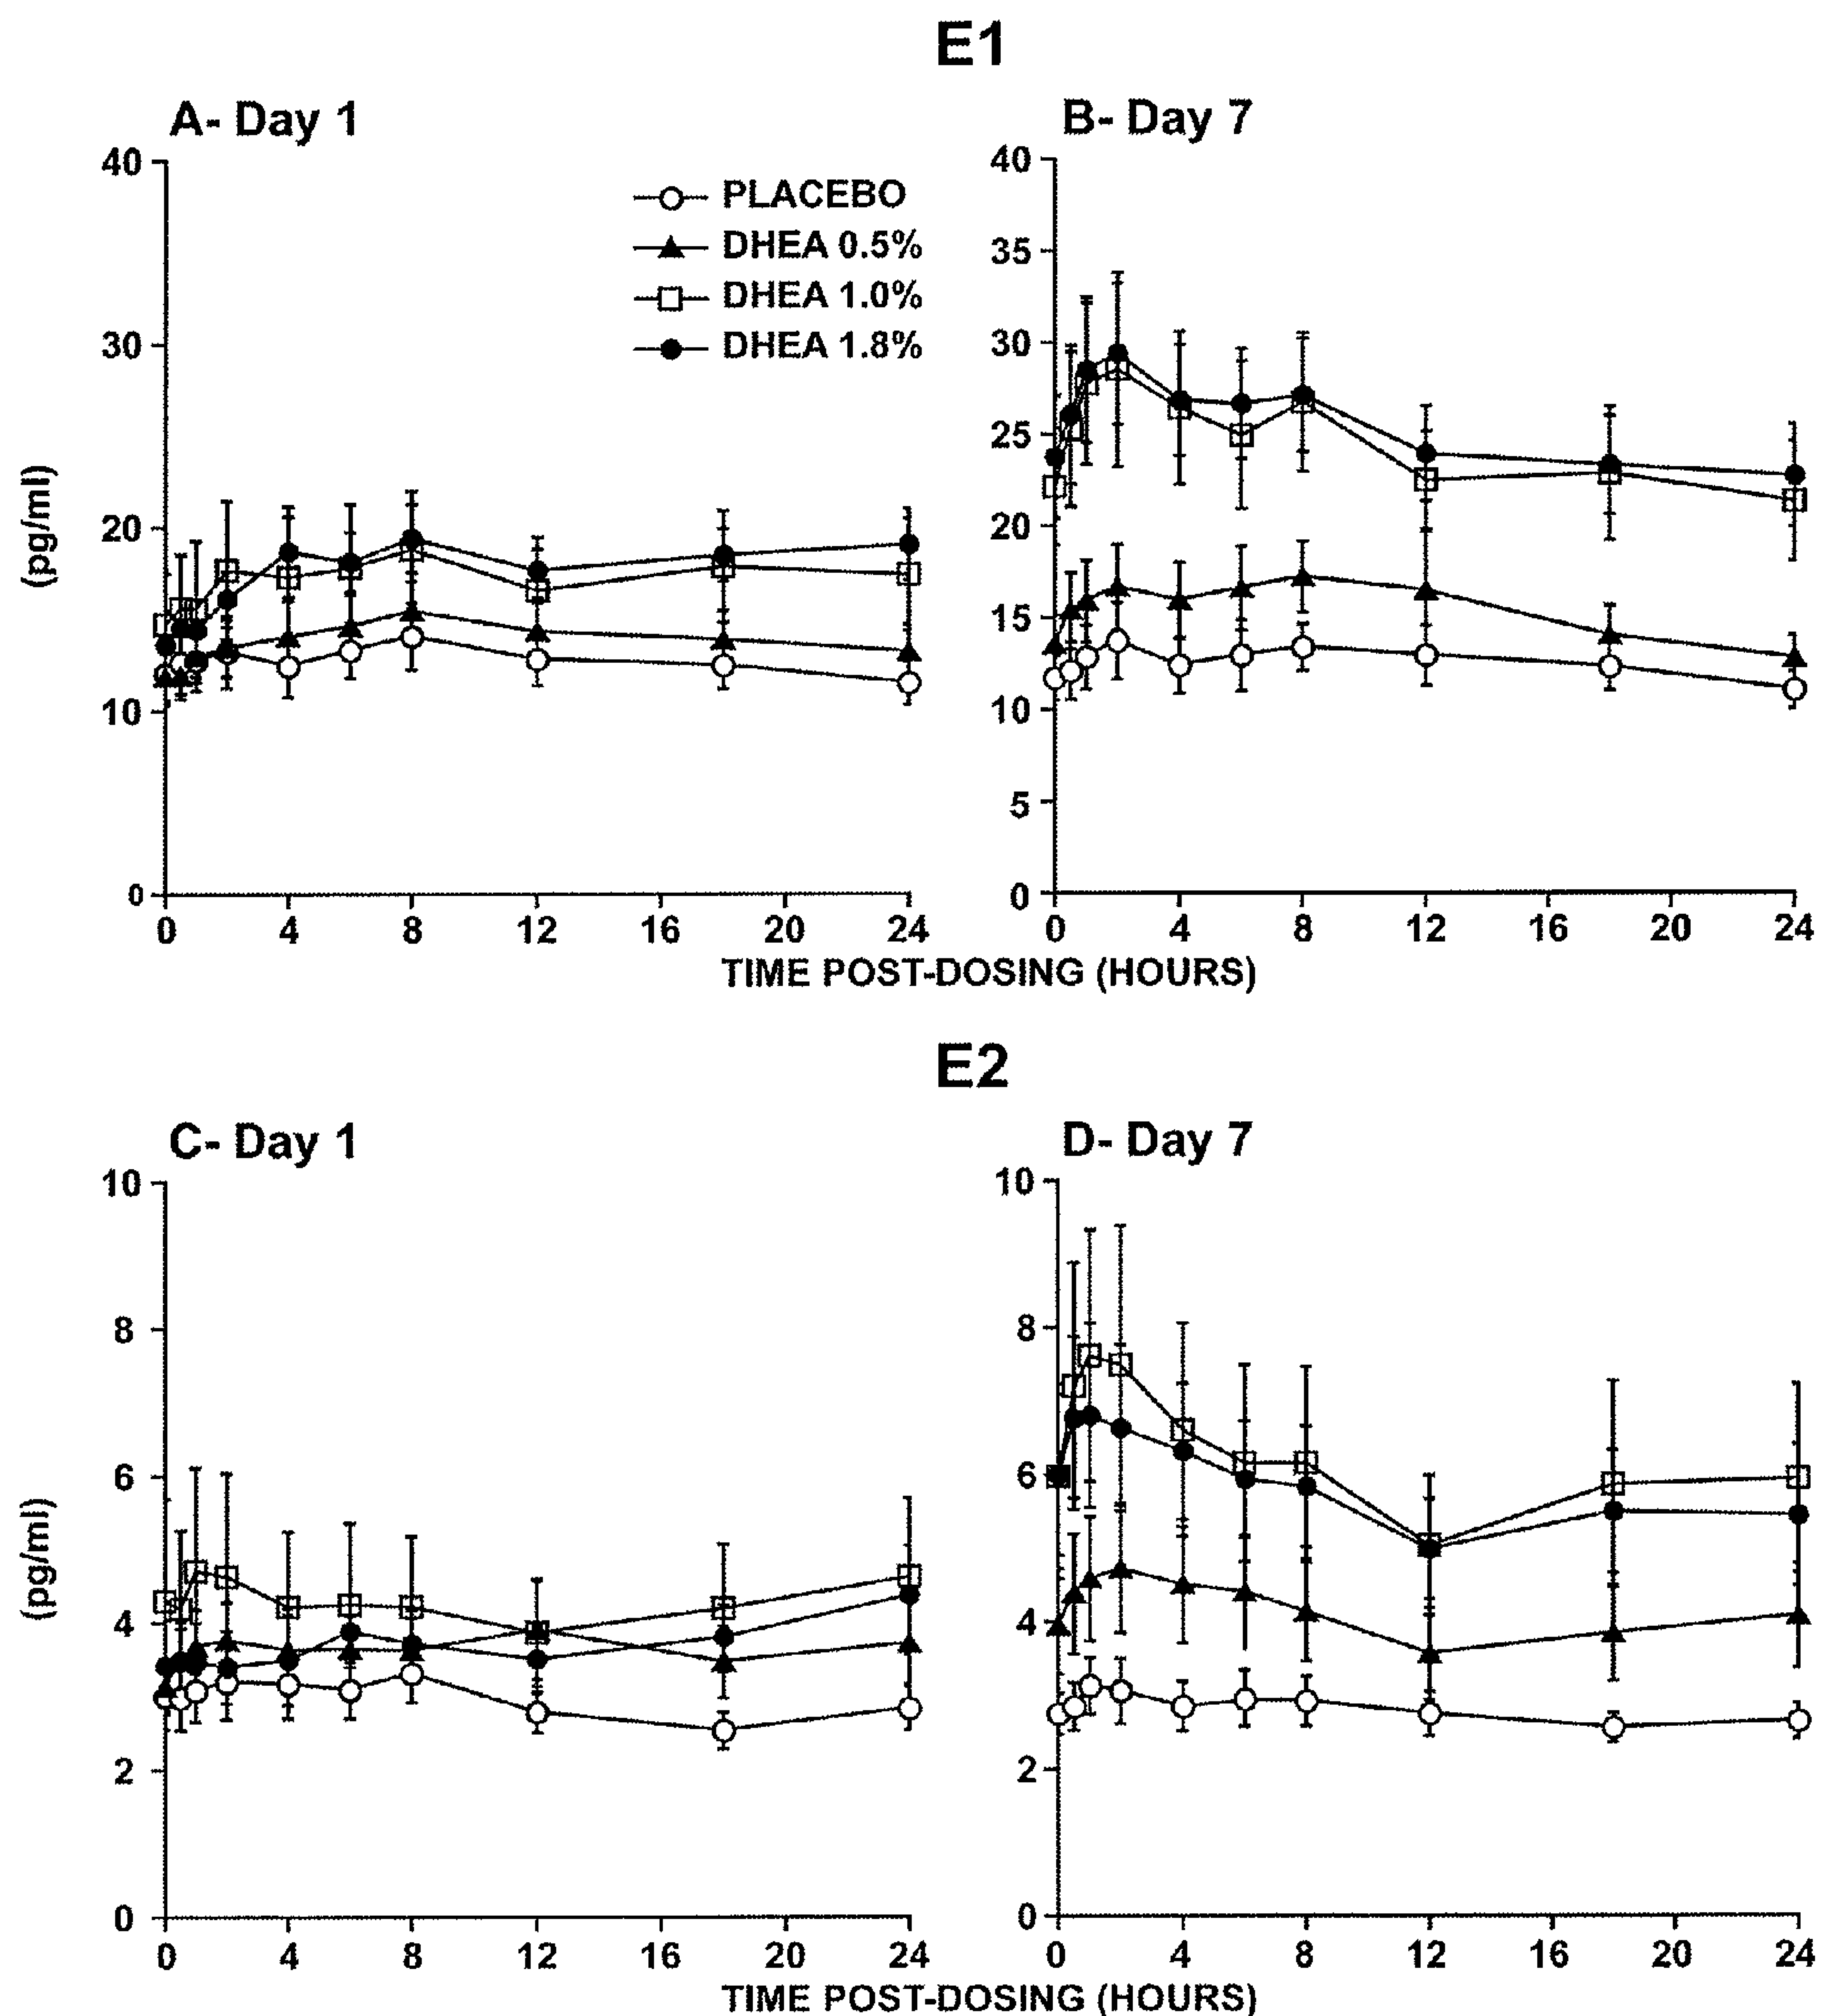 E1
A- Day 1
B- Day 7
40
30
20
10
0
(pg/ml)
PLACEBO
DHEA 0.5%
DHEA 1.0%
DHEA 1.8%
40
35
30
25
20
15
10
5
0
0 4 8 12 16 20 24
0 4 8 12 16 20 24
TIME POST-DOSING (HOURS)
E2
C- Day 1
D- Day 7
10
8
6
4
2
0
(pg/ml)
10
8
6
4
2
0
0 4 8 12 16 20 24
0 4 8 12 16 20 24
TIME POST-DOSING (HOURS)